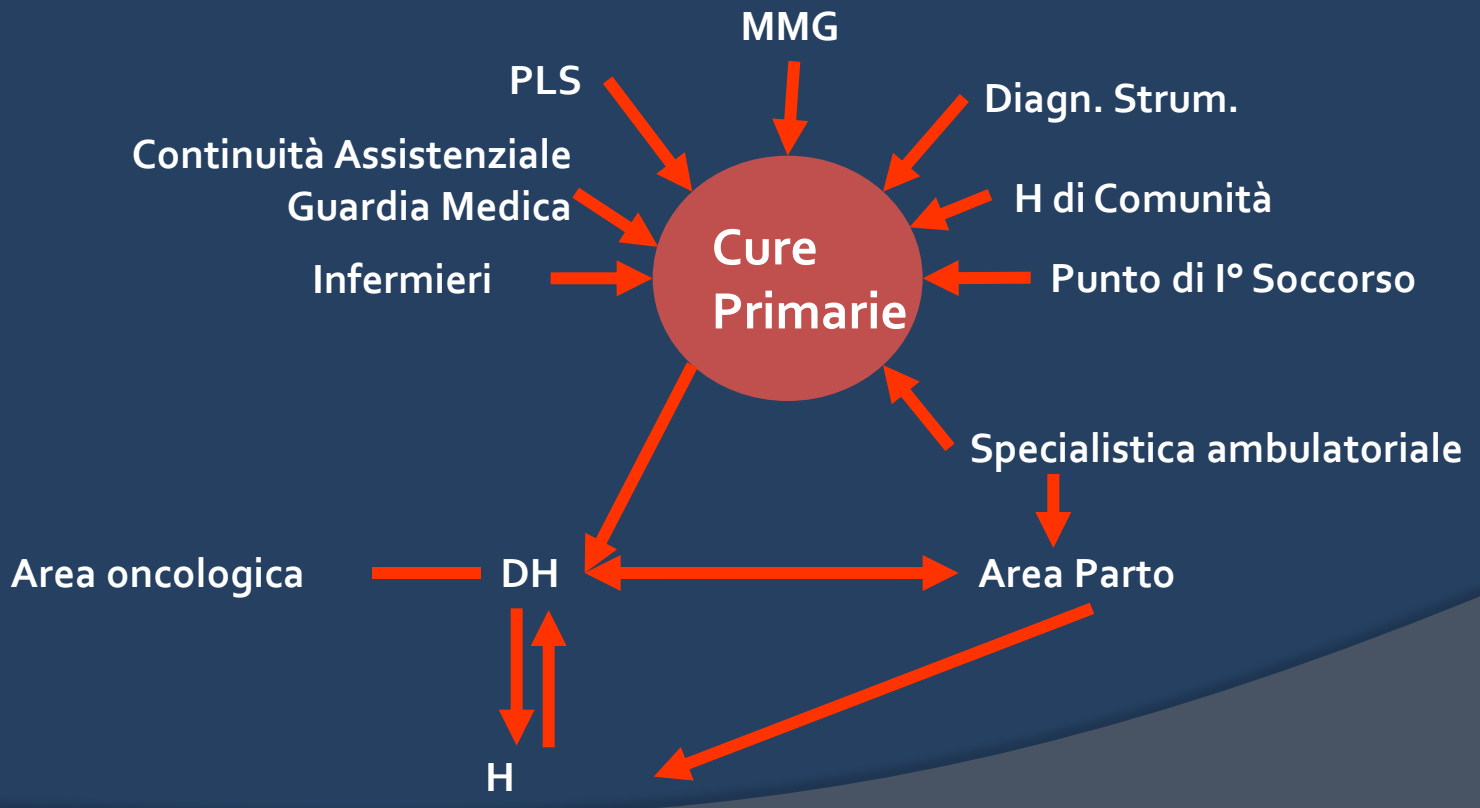 MMG
PLS
Diagn. Strum.
Continuità Assistenziale
Guardia Medica
H di Comunità
Cure
Primarie
Infermieri
Punto di I° Soccorso
Specialistica ambulatoriale
Area oncologica
DH
Area Parto
H